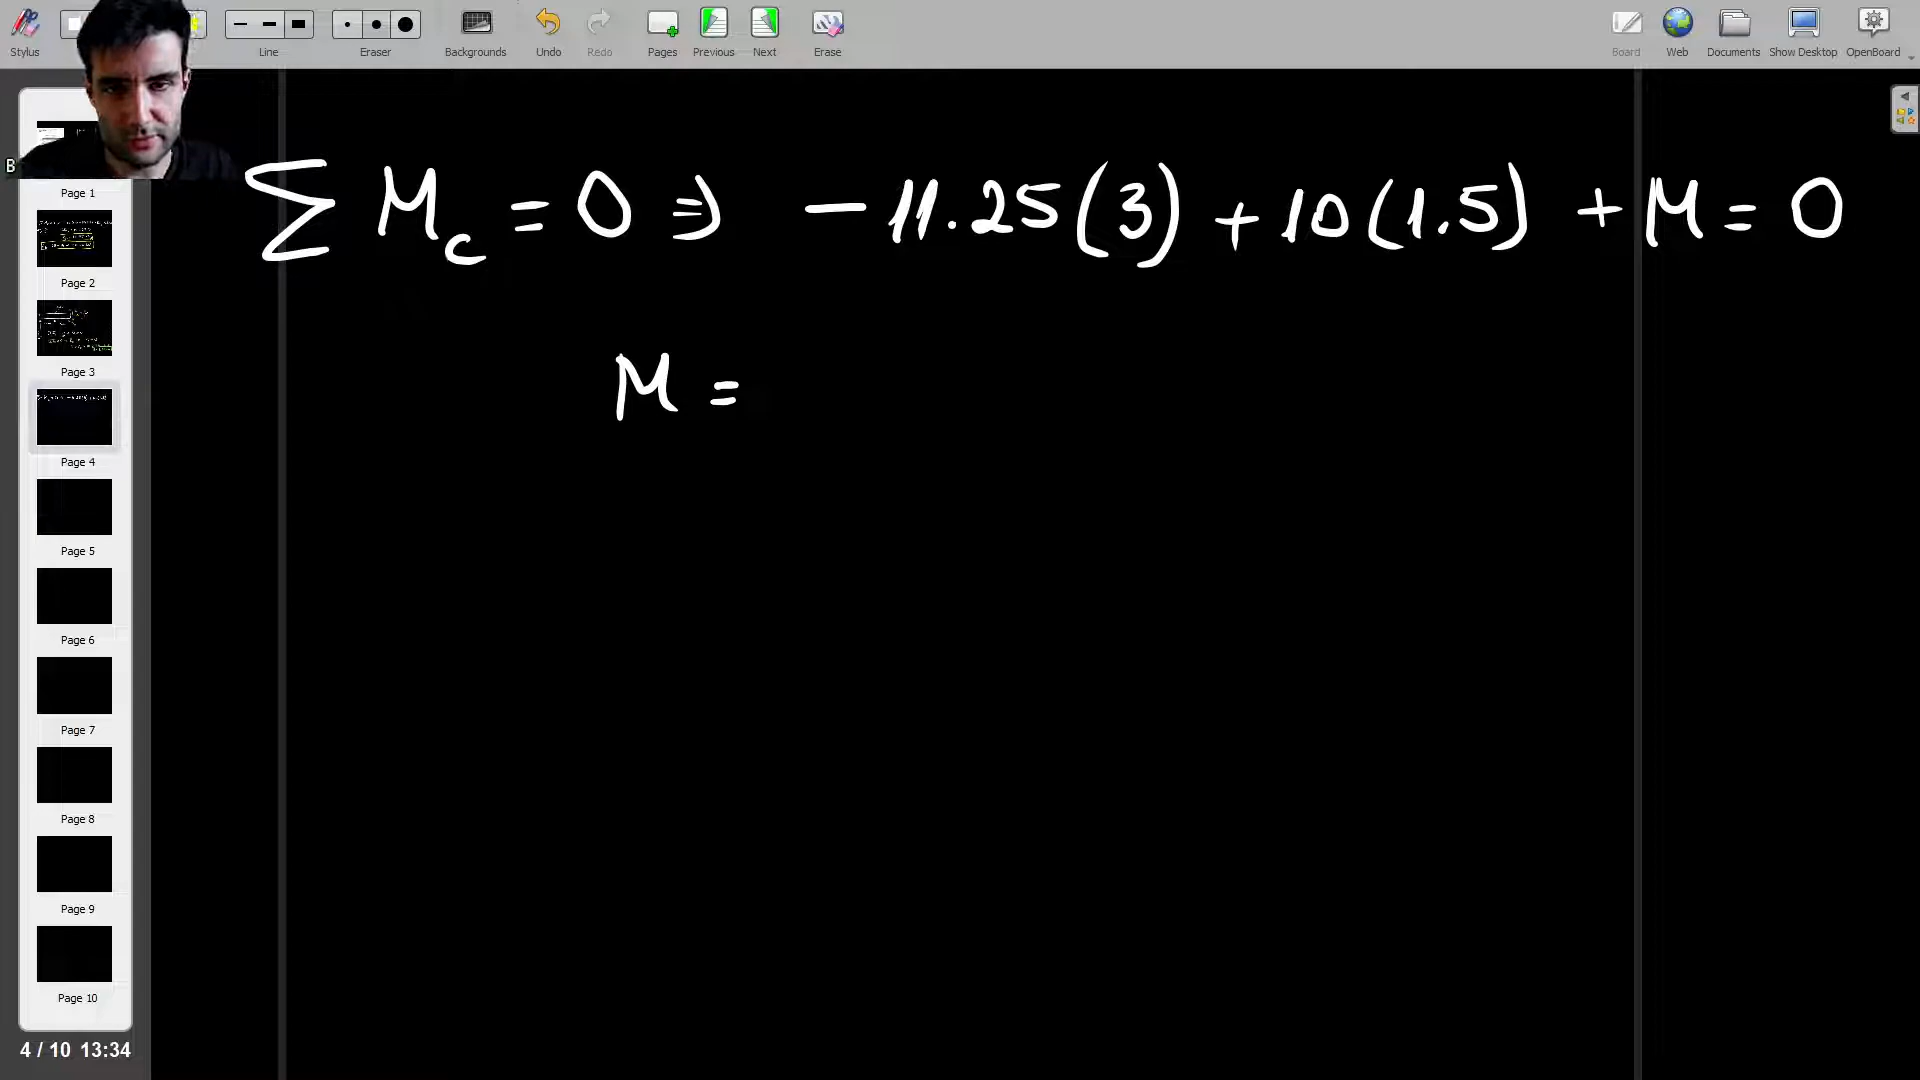 Stylus Line Eraser Backgrounds Undo Redo Pages Previous Next Erase Board Web Documents Show Desktop OpenBoard
B
∑ M_C = 0 ⇒ - 11.25 (3) + 10 (1.5) + M = 0
M =
Page 1
Page 2
Page 3
Page 4
Page 5
Page 6
Page 7
Page 8
Page 9
Page 10
4 / 10 13:34